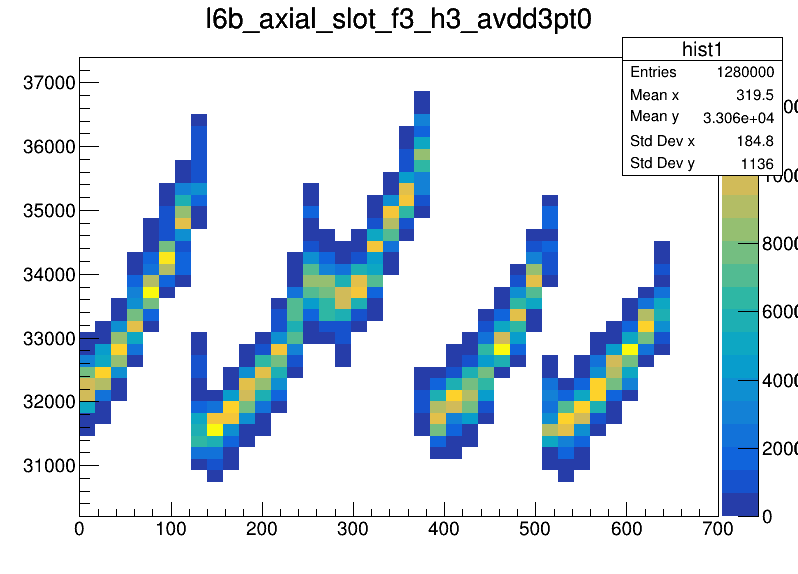 l6b_axial_slot_f3_h3_avdd3pt0
hist1
Entries 1280000
Mean x 319.5
Mean y 3.306e+04
Std Dev x 184.8
Std Dev y 1136
37000
36000
35000
34000
33000
32000
31000
0 100 200 300 400 500 600 700
8000
6000
4000
2000
0